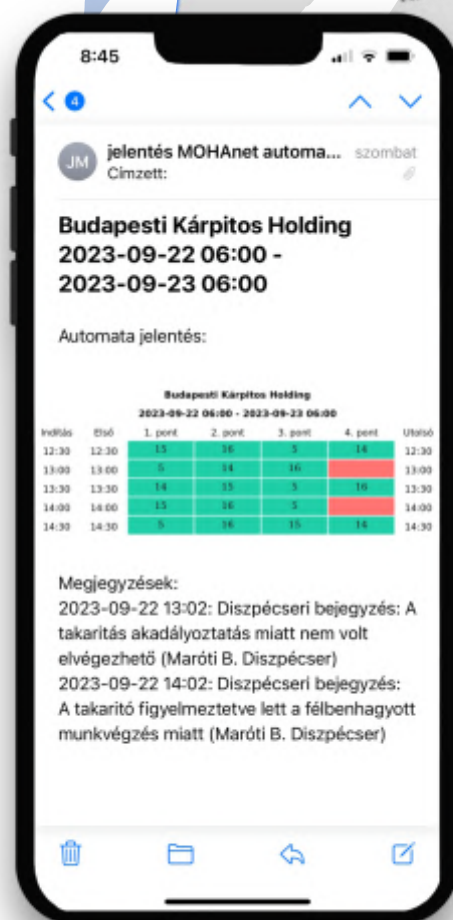 8:45
4
JM
jelentés MOHAnet automa... szombat
Címzett:
Budapesti Kárpitos Holding
2023-09-22 06:00 -
2023-09-23 06:00
Automata jelentés:
Budapesti Kárpitos Holding
2023-09-22 06:00 - 2023-09-23 06:00
Indítás Első 1. pont 2. pont 3. pont 4. pont Utolsó
12:30 12:30 15 16 5 14 12:30
13:00 13:00 5 14 16 13:00
13:30 13:30 14 15 5 16 13:30
14:00 14:00 15 16 5 14:00
14:30 14:30 5 16 15 14 14:30
Megjegyzések:
2023-09-22 13:02: Diszpécseri bejegyzés: A
takaritás akadályoztatás miatt nem volt
elvégezhető (Maróti B. Diszpécser)
2023-09-22 14:02: Diszpécseri bejegyzés:
A takaritó figyelmeztetve lett a félbenhagyott
munkvégzés miatt (Maróti B. Diszpécser)